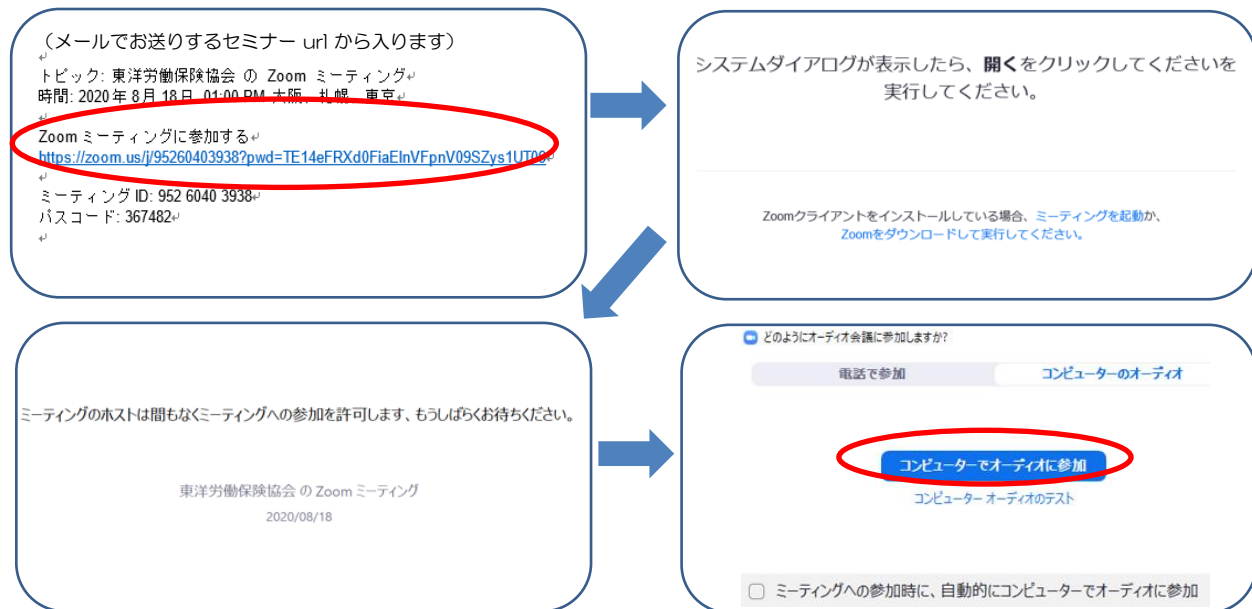 （メールでお送りするセミナー url から入ります）
トピック: 東洋労働保険協会 の Zoom ミーティング
時間: 2020年8月18日 01:00 PM 大阪、札幌、東京
Zoom ミーティングに参加する
https://zoom.us/j/95260403938?pwd=TE14eFRXd0FiaElnVFpnV09SZys1UT09
ミーティング ID: 952 6040 3938
パスコード: 367482
システムダイアログが表示したら、開くをクリックしてくださいを
実行してください。
Zoomクライアントをインストールしている場合、ミーティングを起動か、
Zoomをダウンロードして実行してください。
ミーティングのホストは間もなくミーティングへの参加を許可します、もうしばらくお待ちください。
東洋労働保険協会 の Zoom ミーティング
2020/08/18
どのようにオーディオ会議に参加しますか?
電話で参加
コンピューターのオーディオ
コンピューターでオーディオに参加
コンピューター オーディオのテスト
ミーティングへの参加時に、自動的にコンピューターでオーディオに参加